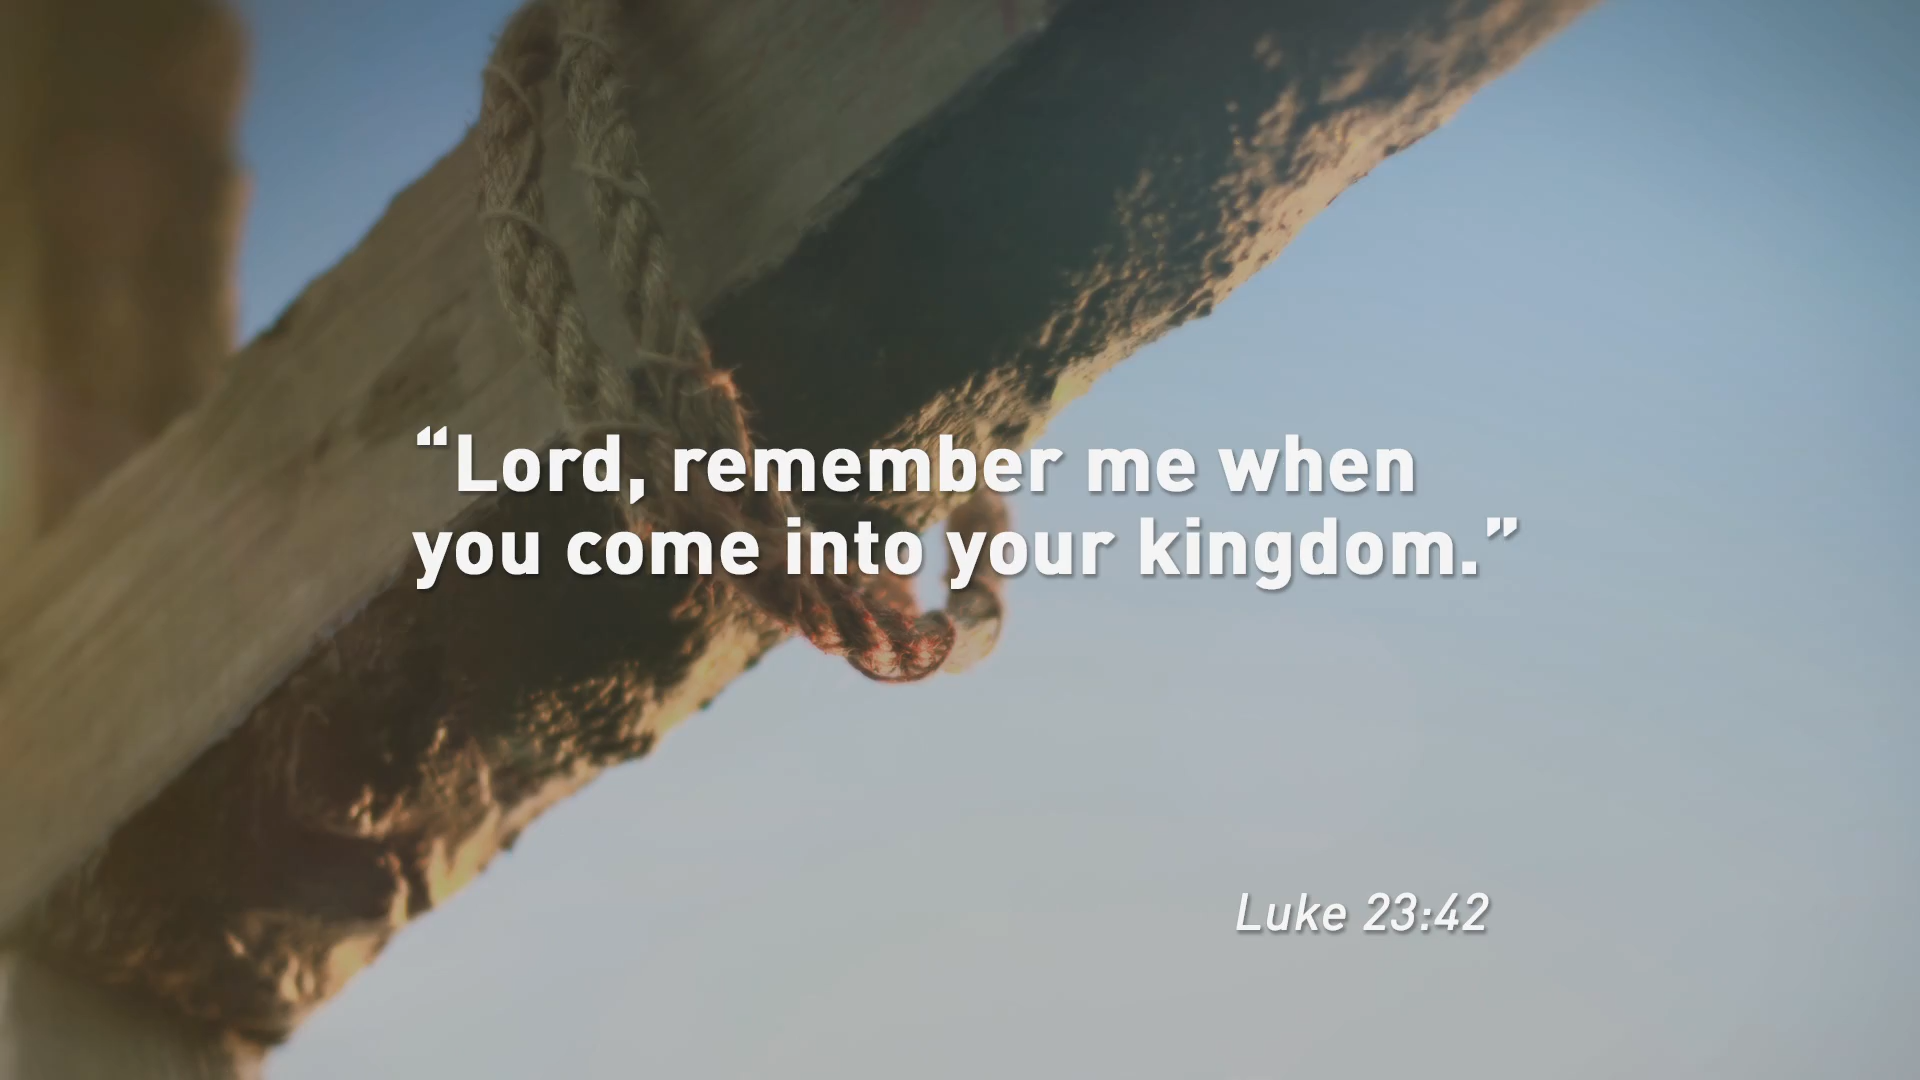 “Lord, remember me when
you come into your kingdom.”
Luke 23:42